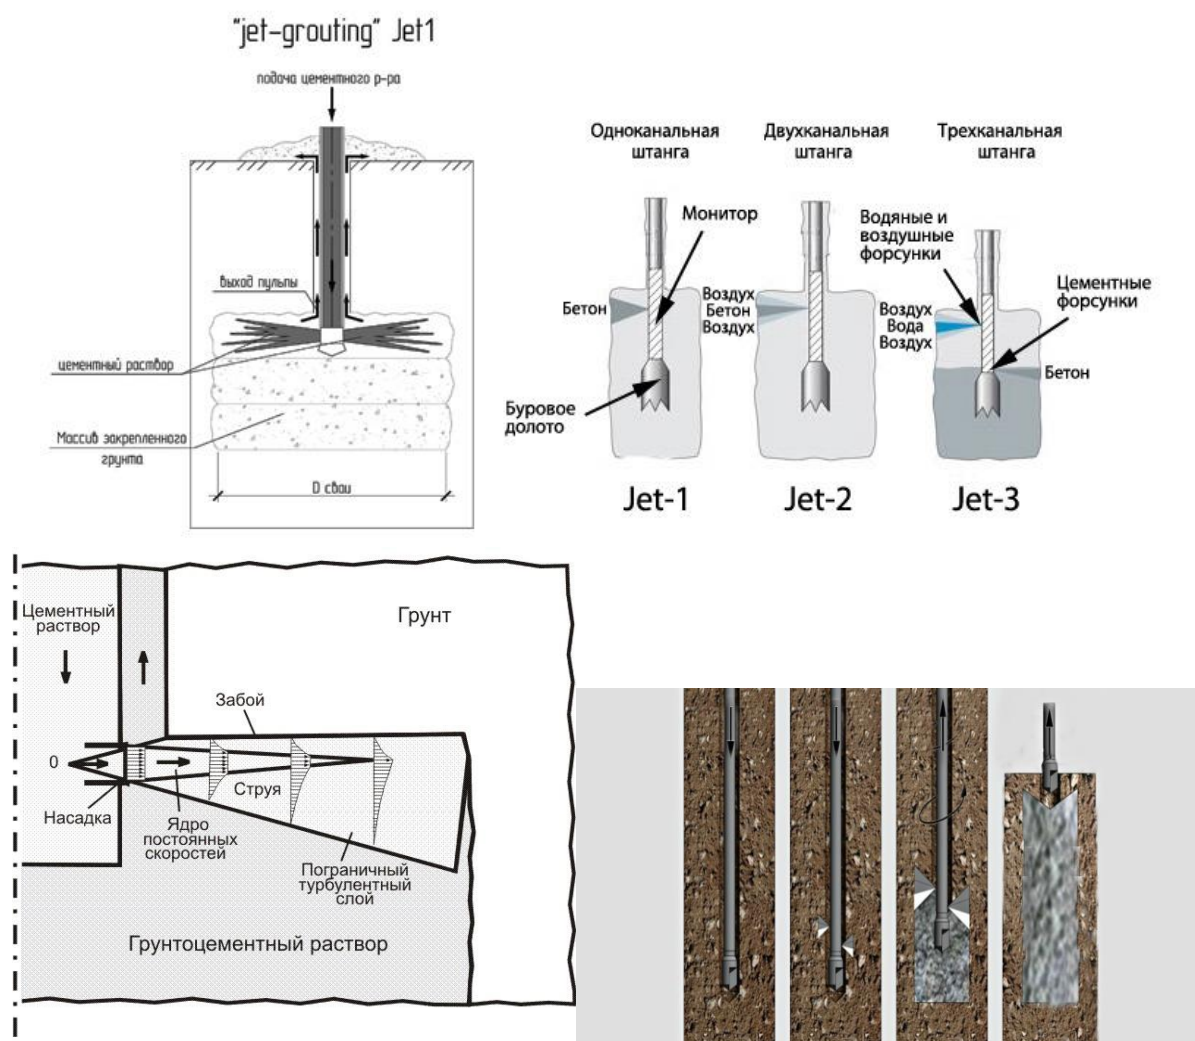 "jet-grouting" Jet1
подача цементного р-ра
выход пульпы
цементный раствор
Массив закрепленного
грунта
D сваи
Одноканальная
штанга
Двухканальная
штанга
Трехканальная
штанга
Монитор
Водяные и
воздушные
форсунки
Цементные
форсунки
Бетон
Воздух
Бетон
Воздух
Воздух
Вода
Воздух
Бетон
Буровое
долото
Jet-1
Jet-2
Jet-3
Цементный
раствор
Грунт
Забой
0
Насадка
Струя
Ядро
постоянных
скоростей
Пограничный
турбулентный
слой
Грунтоцементный раствор